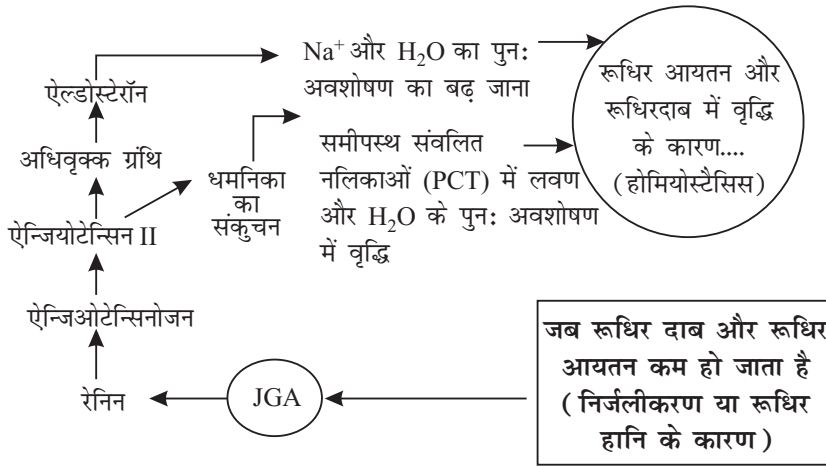 Na⁺ और H₂O का पुन:
अवशोषण का बढ़ जाना
रूधिर आयतन और
रूधिरदाब में वृद्धि
के कारण....
(होमियोस्टैसिस)
ऐल्डोस्टेरॉन
अधिवृक्क ग्रंथि
धमनिका
का
संकुचन
समीपस्थ संवलित
नलिकाओं (PCT) में लवण
और H₂O के पुन: अवशोषण
में वृद्धि
ऐन्जियोटेन्सिन II
ऐन्जिओटेन्सिनोजन
रेनिन
JGA
जब रूधिर दाब और रूधिर
आयतन कम हो जाता है
(निर्जलीकरण या रूधिर
हानि के कारण)